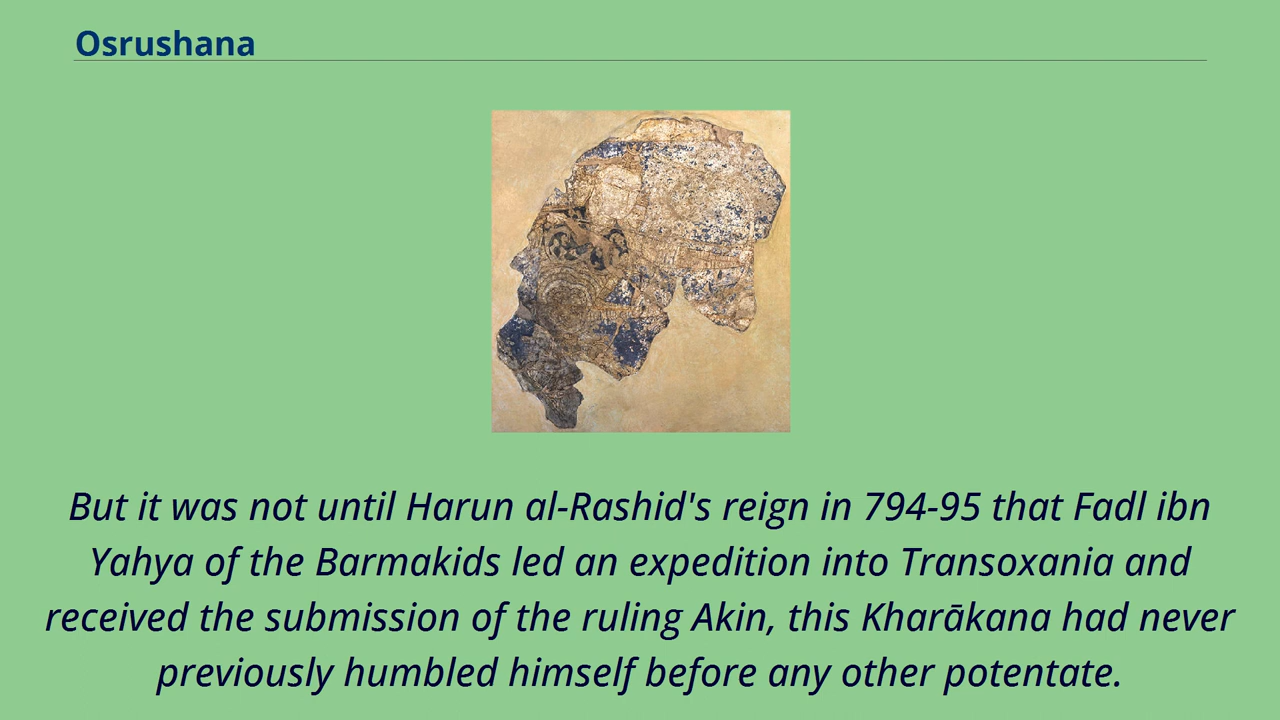 Osrushana
But it was not until Harun al-Rashid's reign in 794-95 that Fadl ibn
Yahya of the Barmakids led an expedition into Transoxania and
received the submission of the ruling Akin, this Kharākana had never
previously humbled himself before any other potentate.